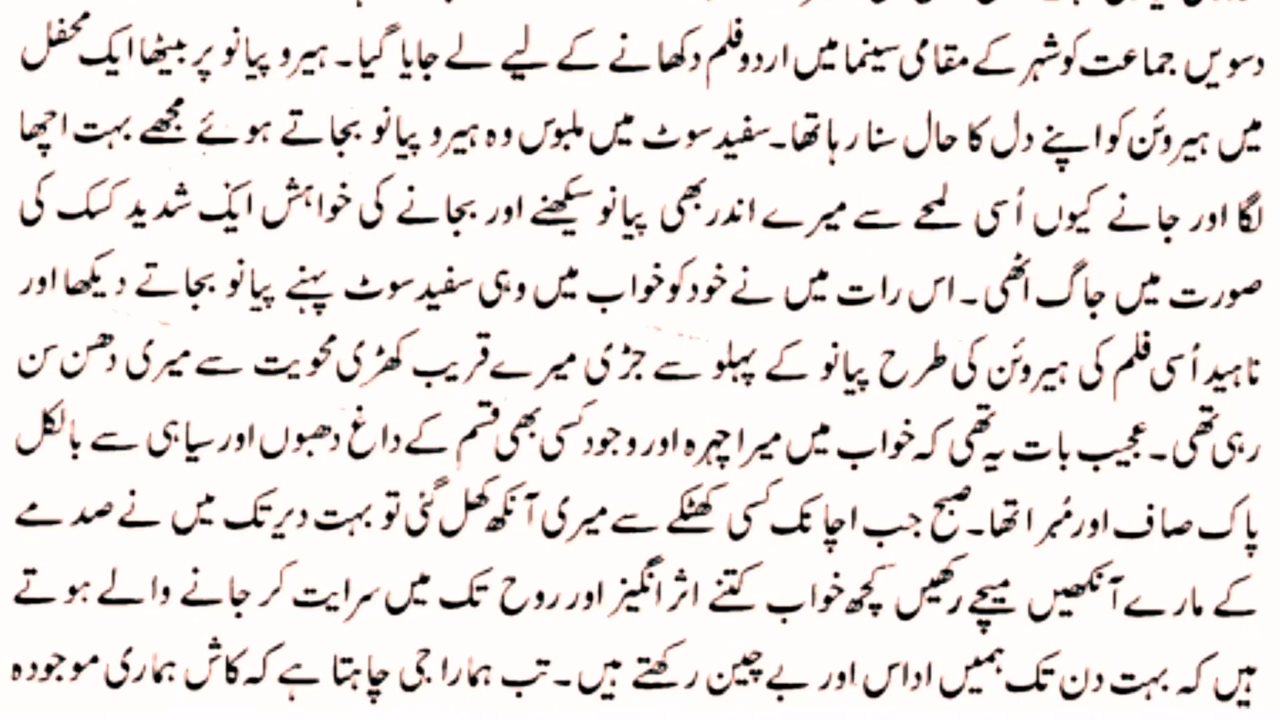 دسویں جماعت کو شہر کے مقامی سینما میں اردو فلم دکھانے کے لیے لے جایا گیا۔ ہیرو پیانو پر بیٹھا ایک محفل
میں ہیروئن کو اپنے دل کا حال سنا رہا تھا۔ سفید سوٹ میں ملبوس وہ ہیرو پیانو بجاتے ہوئے مجھے بہت اچھا
لگا اور جانے کیوں اُسی لمحے سے میرے اندر بھی پیانو سیکھنے اور بجانے کی خواہش ایک شدید کسک کی
صورت میں جاگ اُٹھی۔ اس رات میں نے خود کو خواب میں وہی سفید سوٹ پہنے پیانو بجاتے دیکھا اور
ناہید اُسی فلم کی ہیروئن کی طرح پیانو کے پہلو سے جڑی میرے قریب کھڑی محویت سے میری دھن سن
رہی تھی۔ عجیب بات یہ تھی کہ خواب میں میرا چہرہ اور وجود کسی بھی قسم کے داغ دھبوں اور سیاہی سے بالکل
پاک صاف اور مُبرا تھا۔ صبح جب اچانک کسی کھٹکے سے میری آنکھ کھل گئی تو بہت دیر تک میں نے صدمے
کے مارے آنکھیں میچے رکھیں کچھ خواب کتنے اثر انگیز اور روح تک میں سرایت کر جانے والے ہوتے
ہیں کہ بہت دن تک ہمیں اداس اور بے چین رکھتے ہیں۔ تب ہمارا جی چاہتا ہے کہ کاش ہماری موجودہ